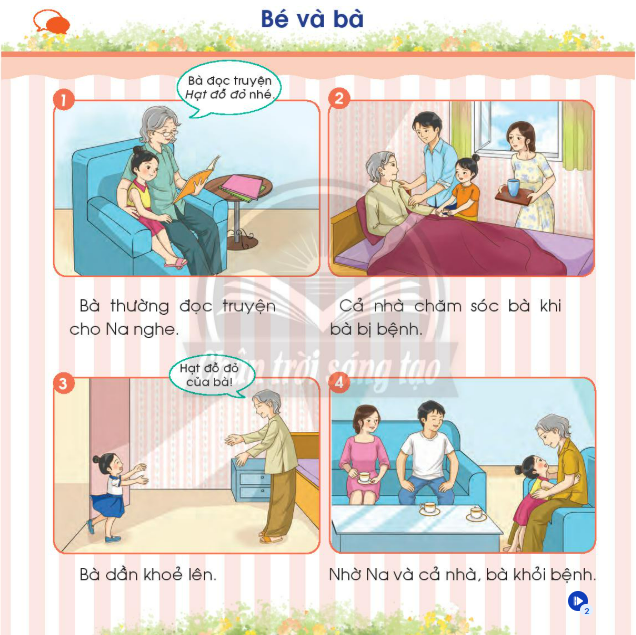 Bé và bà
1
Bà đọc truyện
Hạt đỗ đỏ nhé.
2
Bà thường đọc truyện
cho Na nghe.
Cả nhà chăm sóc bà khi
bà bị bệnh.
Chân trời sáng tạo
3
Hạt đỗ đỏ
của bà!
4
Bà dần khoẻ lên.
Nhờ Na và cả nhà, bà khỏi bệnh.
2